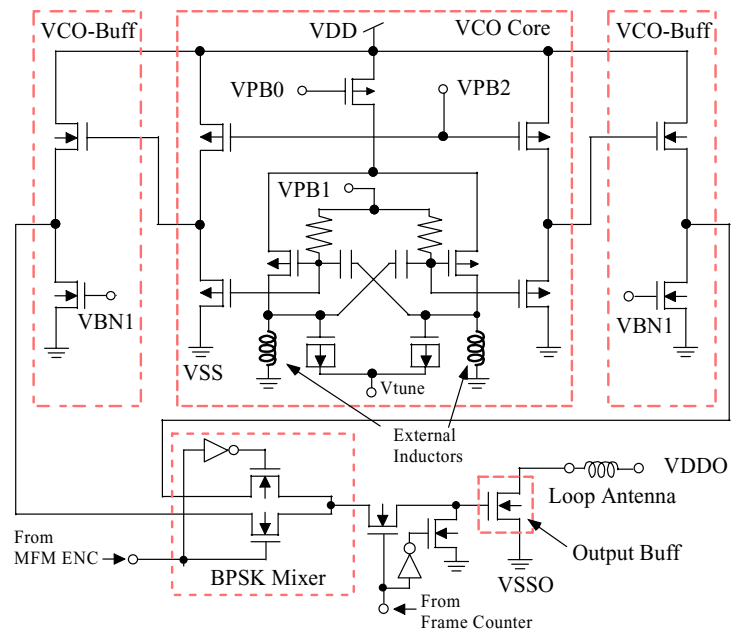 VCO-Buff
VDD
VCO Core
VCO-Buff
VPB0
VPB2
VPB1
VBN1
VBN1
VSS
Vtune
External
Inductors
VDDO
Loop Antenna
From
MFM ENC
BPSK Mixer
Output Buff
VSSO
From
Frame Counter